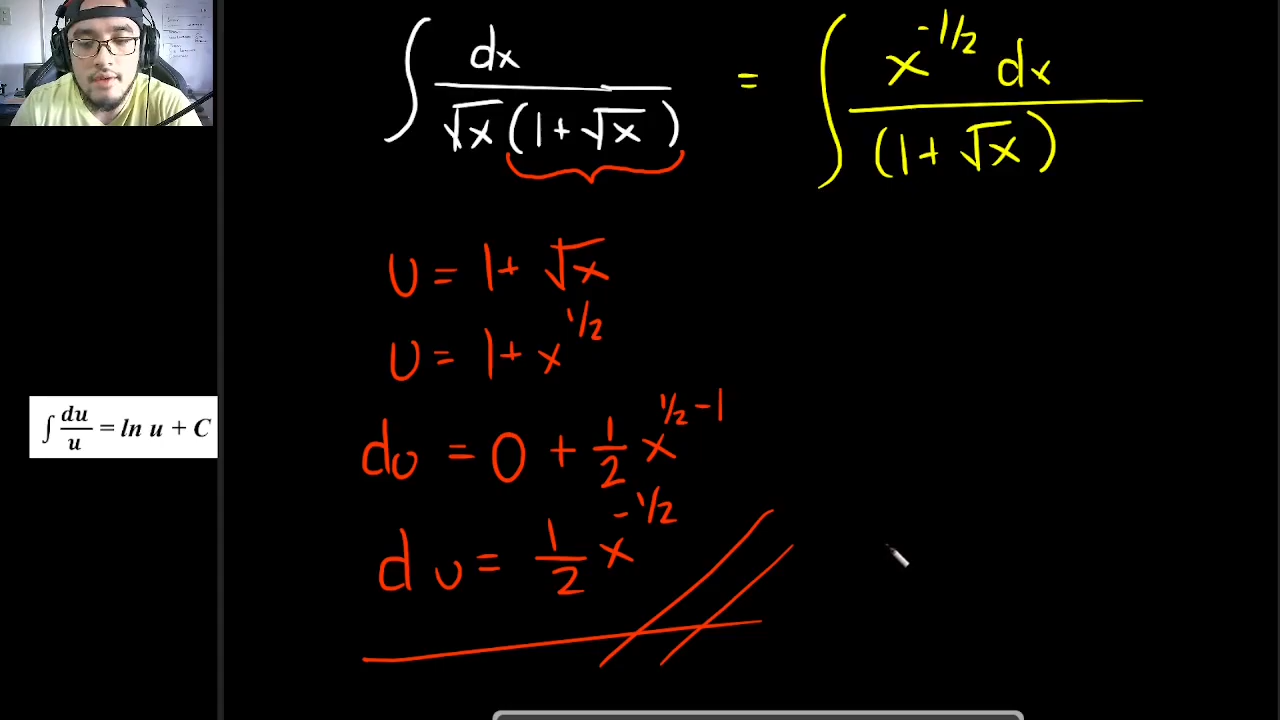 ∫ dx / √x(1 + √x) = ∫ x^(-1/2) dx / (1 + √x)
u = 1 + √x
u = 1 + x^(1/2)
du = 0 + 1/2 x^(1/2 - 1)
du = 1/2 x^(-1/2)
∫ du/u = ln u + C